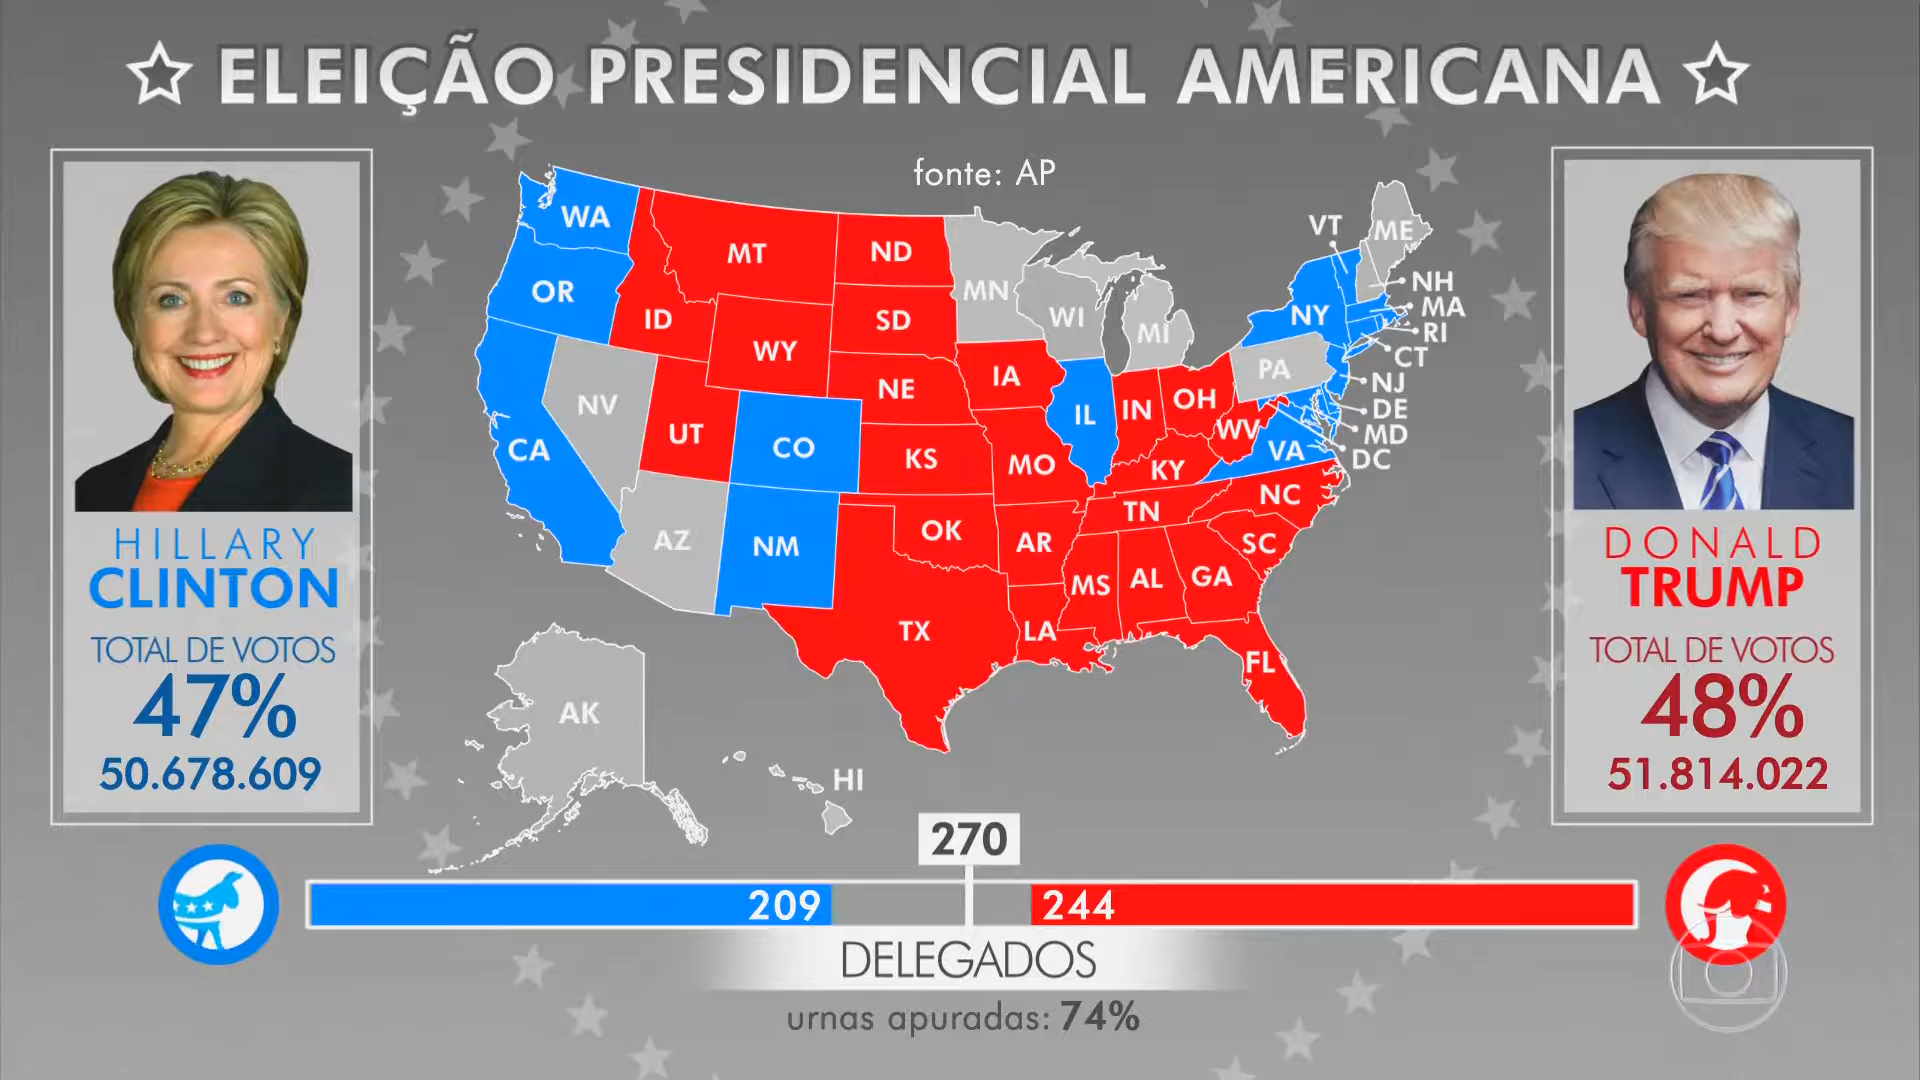 ELEIÇÃO PRESIDENCIAL AMERICANA
fonte: AP
HILLARY
CLINTON
TOTAL DE VOTOS
47%
50.678.609
WA
OR
CA
NV
ID
MT
WY
UT
AZ
CO
NM
ND
SD
NE
KS
OK
TX
MN
IA
MO
AR
LA
WI
IL
MI
IN
OH
KY
TN
MS
AL
GA
FL
SC
NC
VA
WV
PA
NY
VT
ME
NH
MA
RI
CT
NJ
DE
MD
DC
AK
HI
DONALD
TRUMP
TOTAL DE VOTOS
48%
51.814.022
270
209
244
DELEGADOS
urnas apuradas: 74%